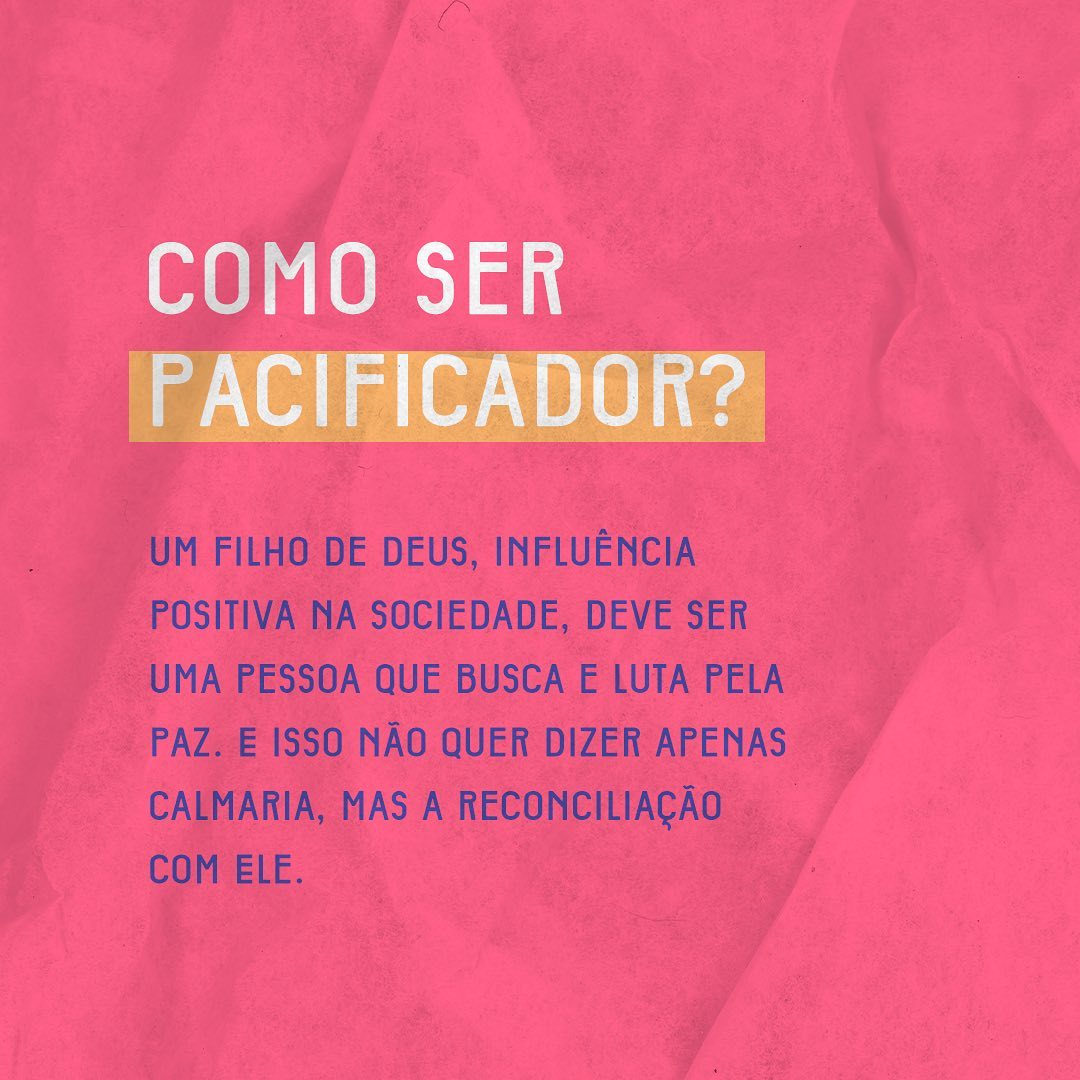 COMO SER
PACIFICADOR?
UM FILHO DE DEUS, INFLUÊNCIA
POSITIVA NA SOCIEDADE, DEVE SER
UMA PESSOA QUE BUSCA E LUTA PELA
PAZ. E ISSO NÃO QUER DIZER APENAS
CALMARIA, MAS A RECONCILIAÇÃO
COM ELE.